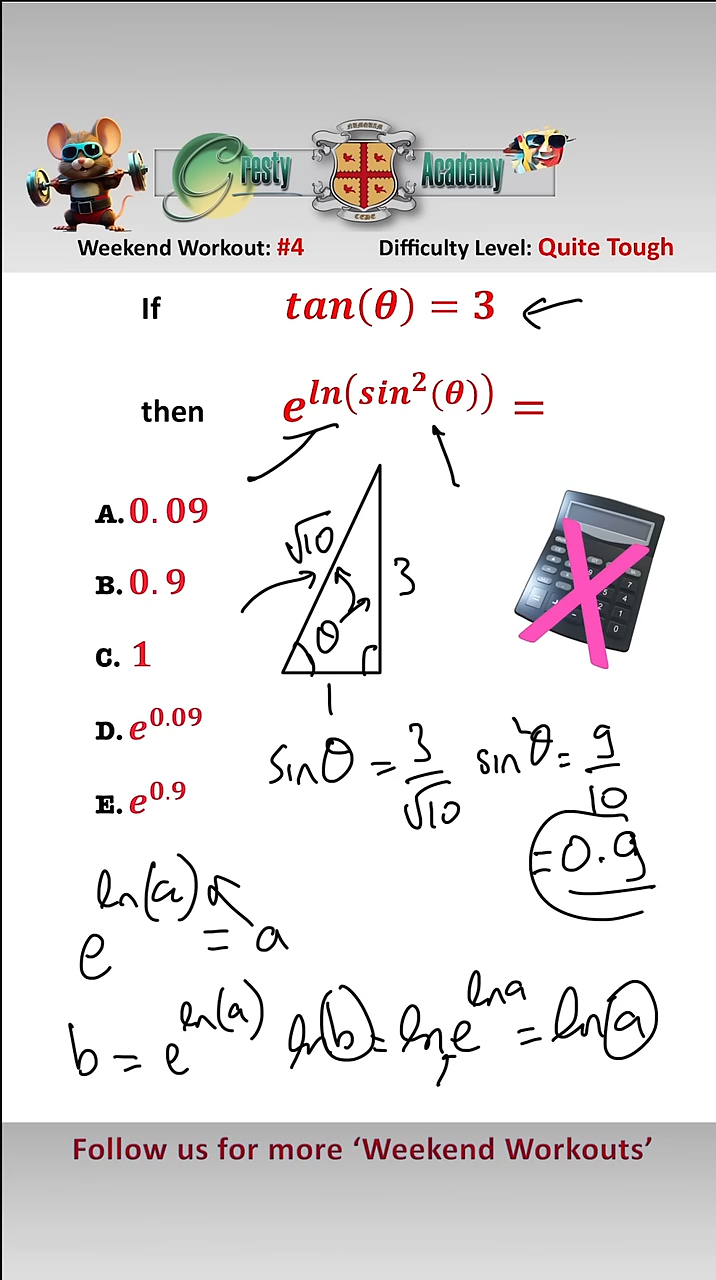 NUMQUAM
Cresty Academy
CEDE
Weekend Workout: #4 Difficulty Level: Quite Tough
If tan(θ) = 3
then e^ln(sin²(θ)) =
A. 0.09
B. 0.9
C. 1
D. e^0.09
E. e^0.9
√10
3
θ
1
sinθ = 3/√10 sin²θ = 9/10
= 0.9
e^ln(a) = a
b = e^ln(a) ln(b) = ln e^ln a = ln(a)
Follow us for more ‘Weekend Workouts’